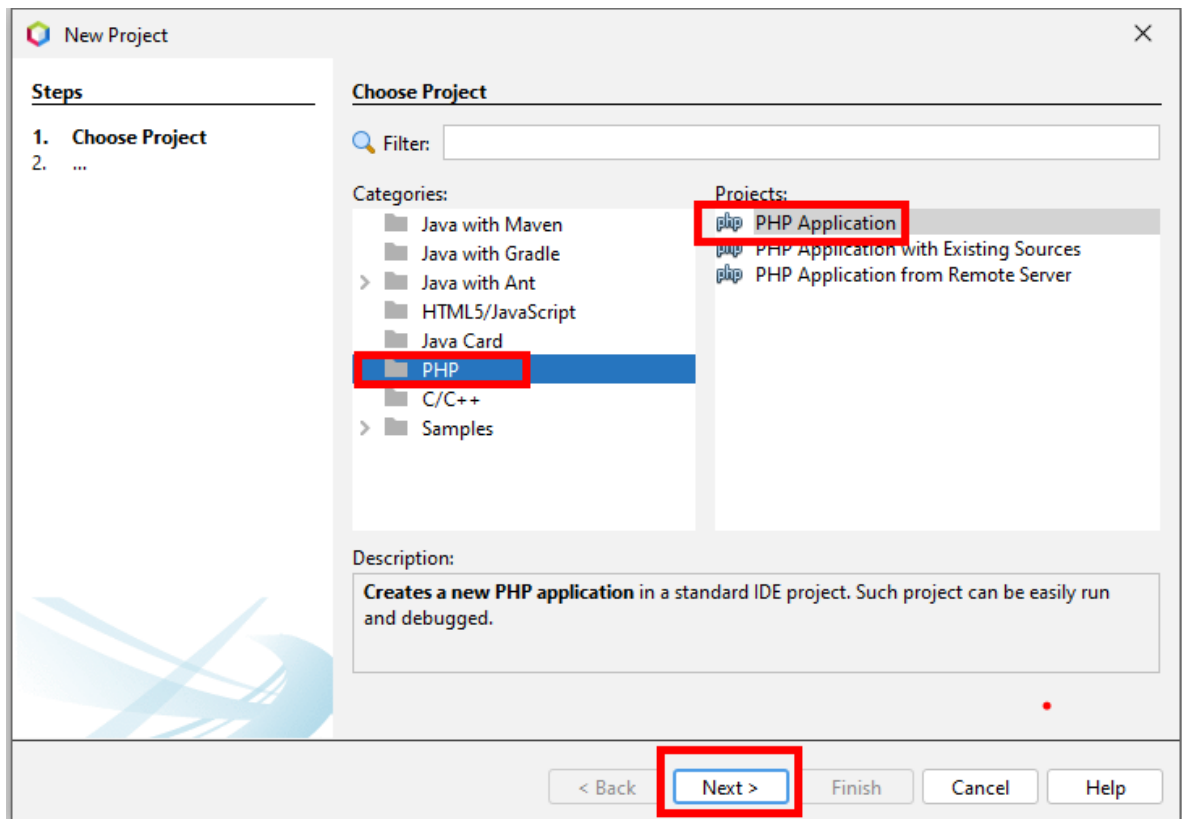 New Project
Steps
1. Choose Project
2. ...
Choose Project
Filter:
Categories:
Java with Maven
Java with Gradle
Java with Ant
HTML5/JavaScript
Java Card
PHP
C/C++
Samples
Projects:
php PHP Application
php PHP Application with Existing Sources
php PHP Application from Remote Server
Description:
Creates a new PHP application in a standard IDE project. Such project can be easily run
and debugged.
< Back Next > Finish Cancel Help